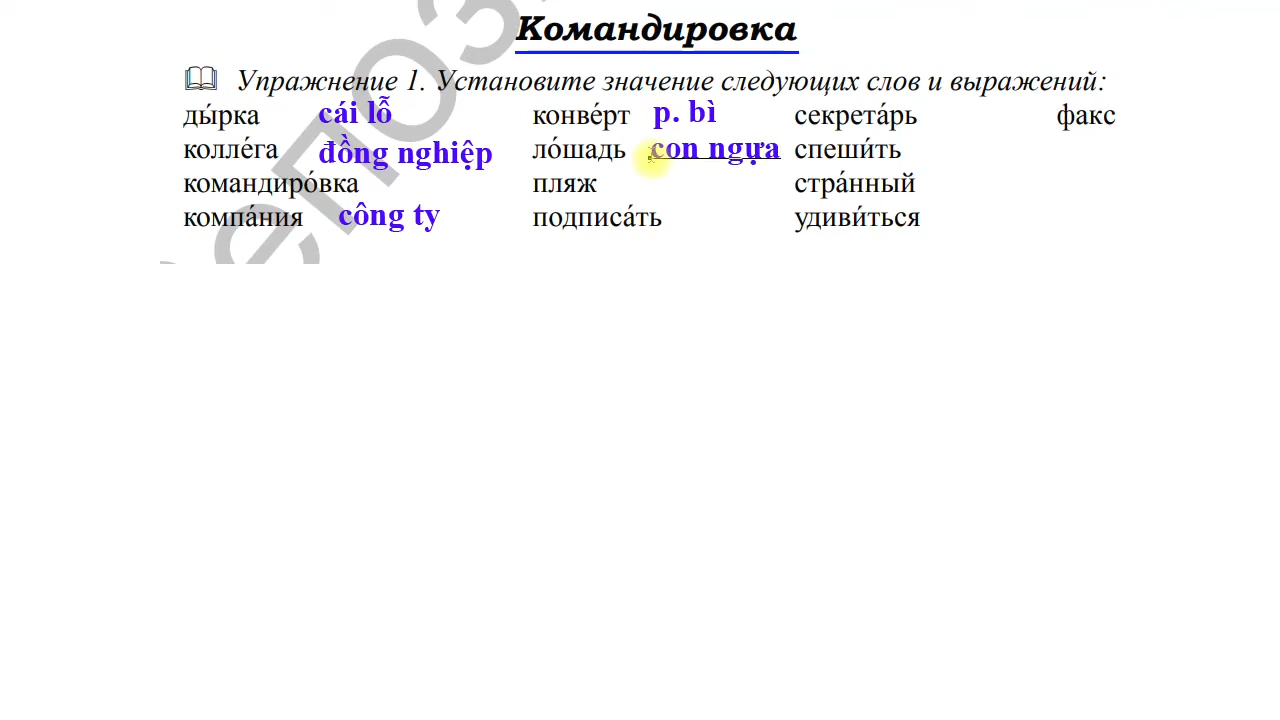 Командировка
Упражнение 1. Установите значение следующих слов и выражений:
ды́рка cái lỗ конве́рт p. bì секрета́рь факс
колле́га đồng nghiệp ло́шадь con ngựa спеши́ть
командиро́вка пляж стра́нный
компа́ния công ty подписа́ть удиви́ться